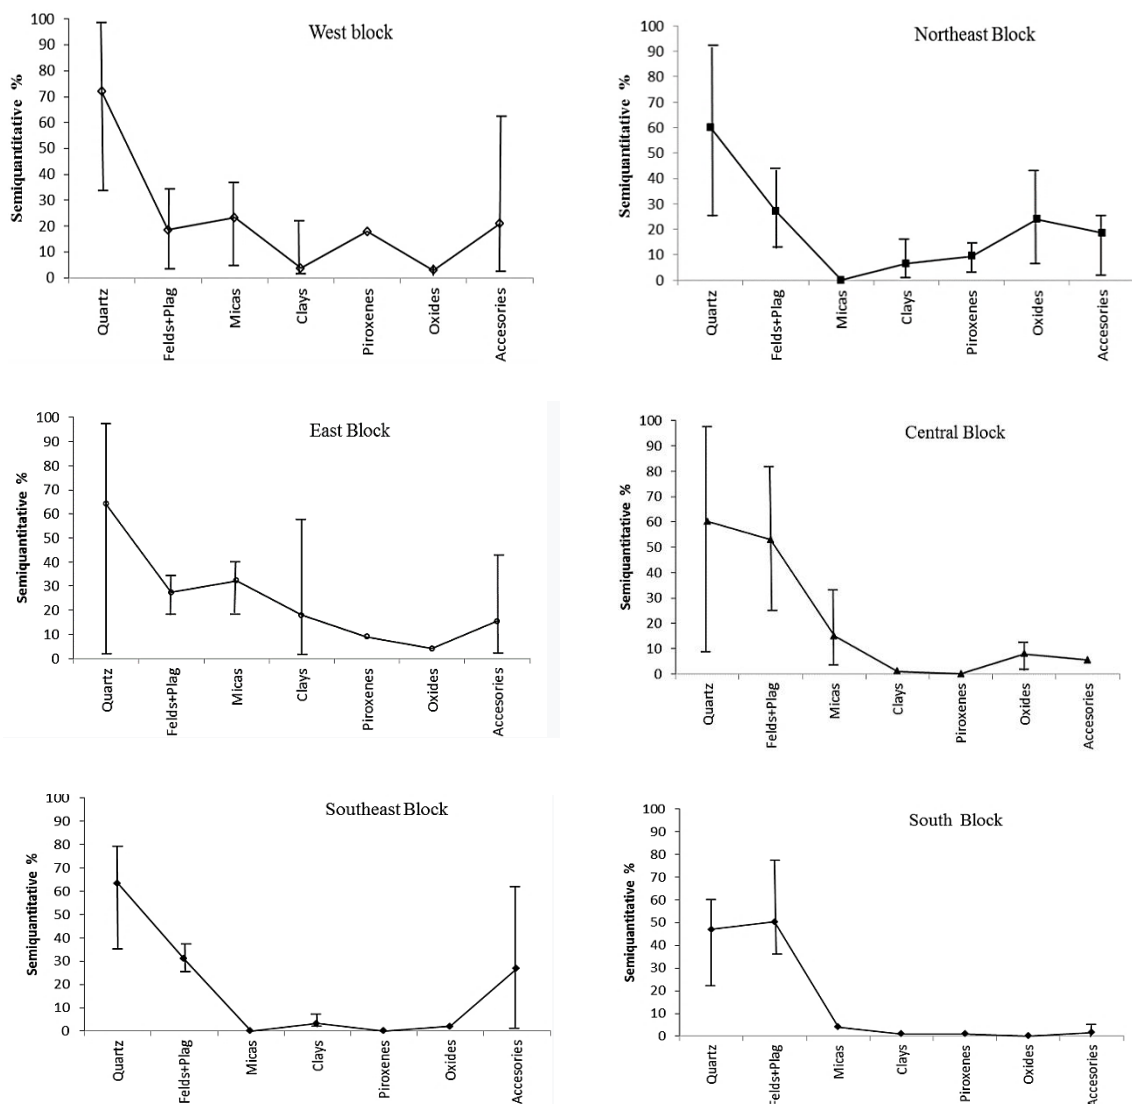 West block
Semiquantitative %
100
90
80
70
60
50
40
30
20
10
0
Quartz
Felds+Plag
Micas
Clays
Piroxenes
Oxides
Accesories
Northeast Block
Semiquantitative %
100
90
80
70
60
50
40
30
20
10
0
Quartz
Felds+Plag
Micas
Clays
Piroxenes
Oxides
Accesories
East Block
Semiquantitative %
100
90
80
70
60
50
40
30
20
10
0
Quartz
Felds+Plag
Micas
Clays
Piroxenes
Oxides
Accesories
Central Block
Semiquantitative %
100
90
80
70
60
50
40
30
20
10
0
Quartz
Felds+Plag
Micas
Clays
Piroxenes
Oxides
Accesories
Southeast Block
Semiquantitative %
100
90
80
70
60
50
40
30
20
10
0
Quartz
Felds+Plag
Micas
Clays
Piroxenes
Oxides
Accesories
South Block
Semiquantitative %
100
90
80
70
60
50
40
30
20
10
0
Quartz
Felds+Plag
Micas
Clays
Piroxenes
Oxides
Accesories